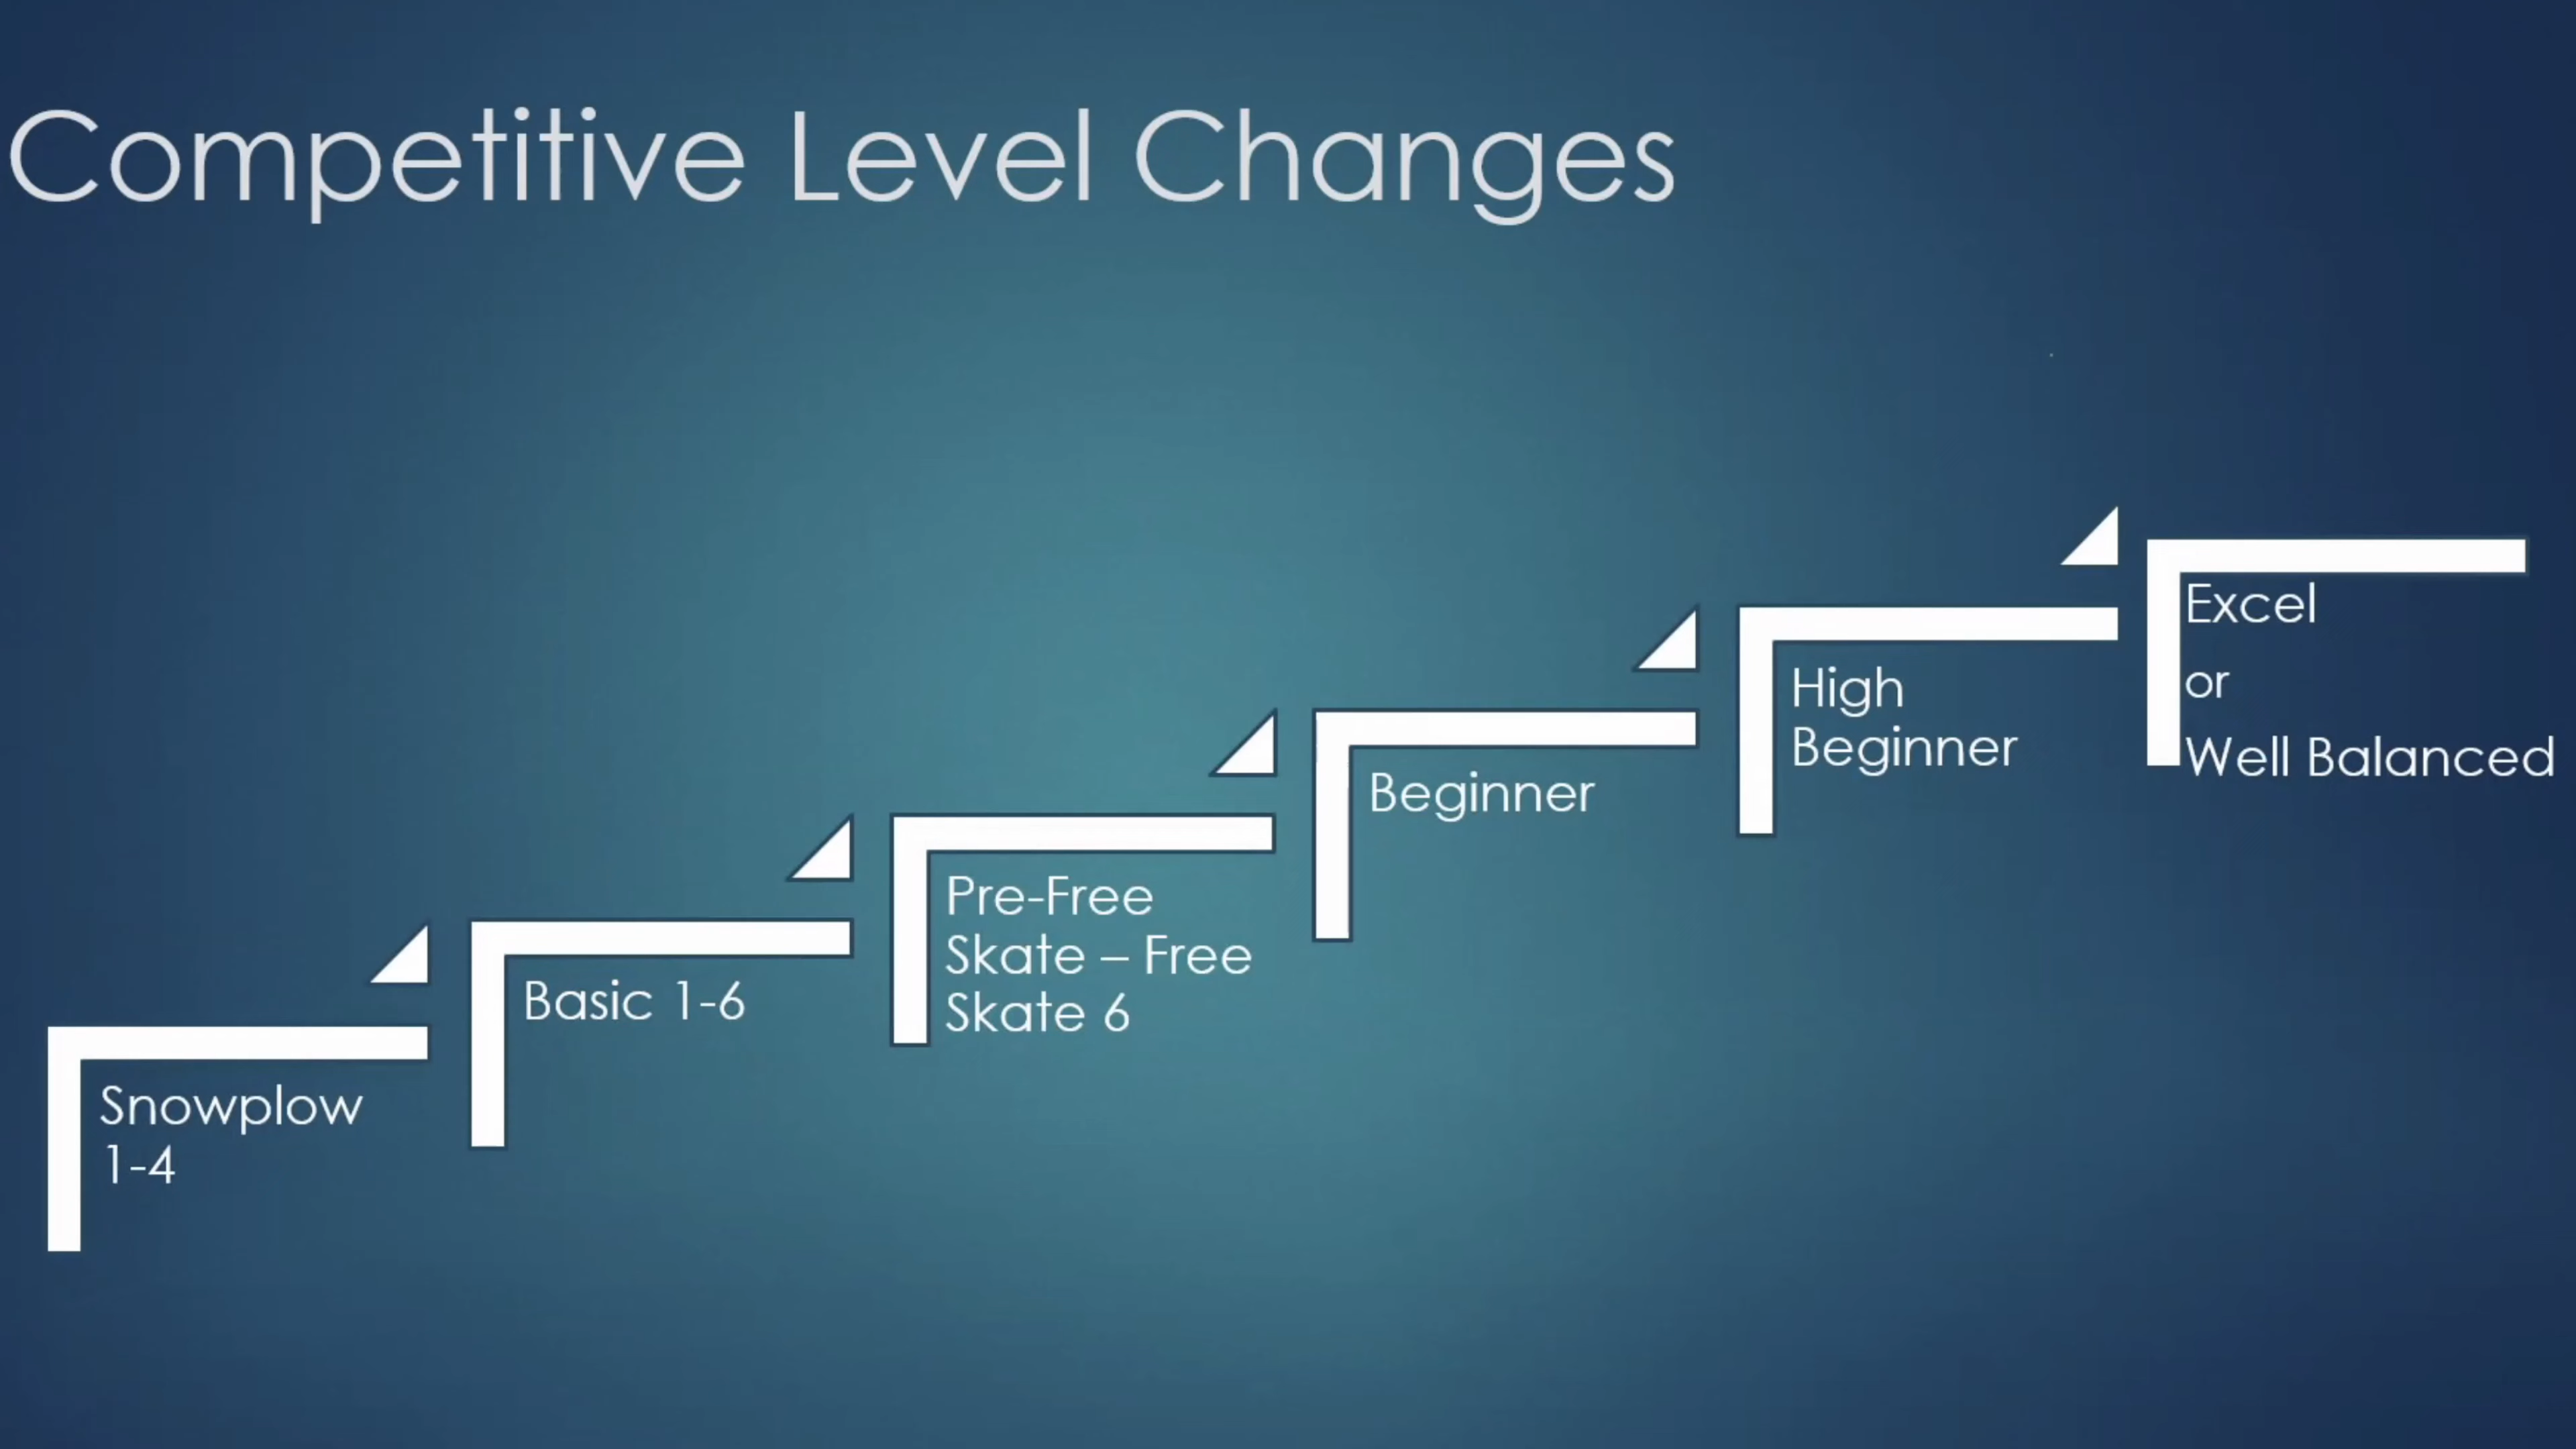 Competitive Level Changes
Snowplow
1-4
Basic 1-6
Pre-Free
Skate – Free
Skate 6
Beginner
High
Beginner
Excel
or
Well Balanced